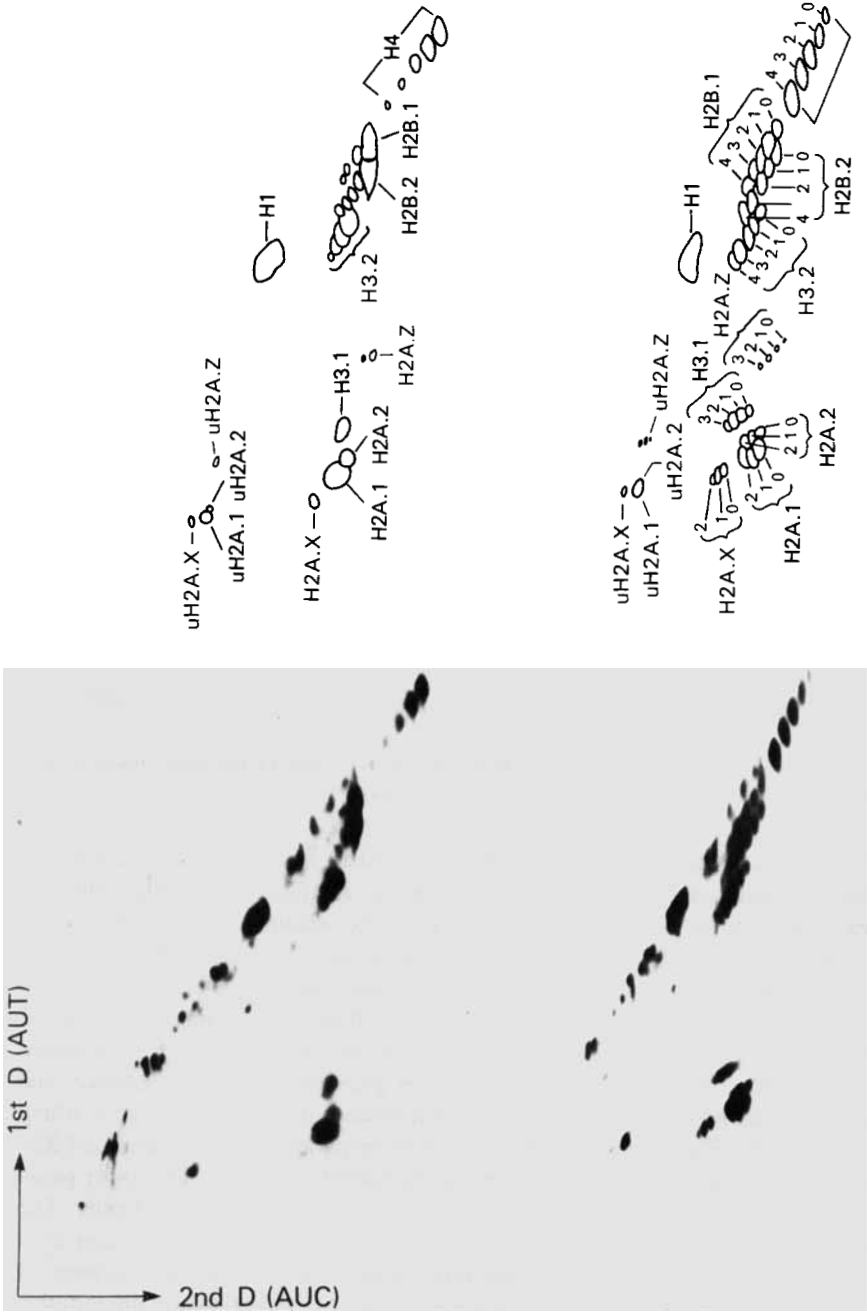 uH2A.X
uH2A.1
uH2A.2
uH2A.Z
H1
H4
H2A.X
H2A.1
H2A.2
H3.1
H2A.Z
H3.2
H2B.2
H2B.1
uH2A.X
uH2A.1
uH2A.2
uH2A.Z
H1
H2A.X
2 1 0
H2A.1
2 1 0
H2A.2
2 1 0
H3.1
3 2 1 0
3 2 1 0
H2A.Z
H3.2
4 3 2 1 0
H2B.2
4 2 1 0
H2B.1
4 3 2 1 0
4 3 2 1 0
1st D (AUT)
2nd D (AUC)